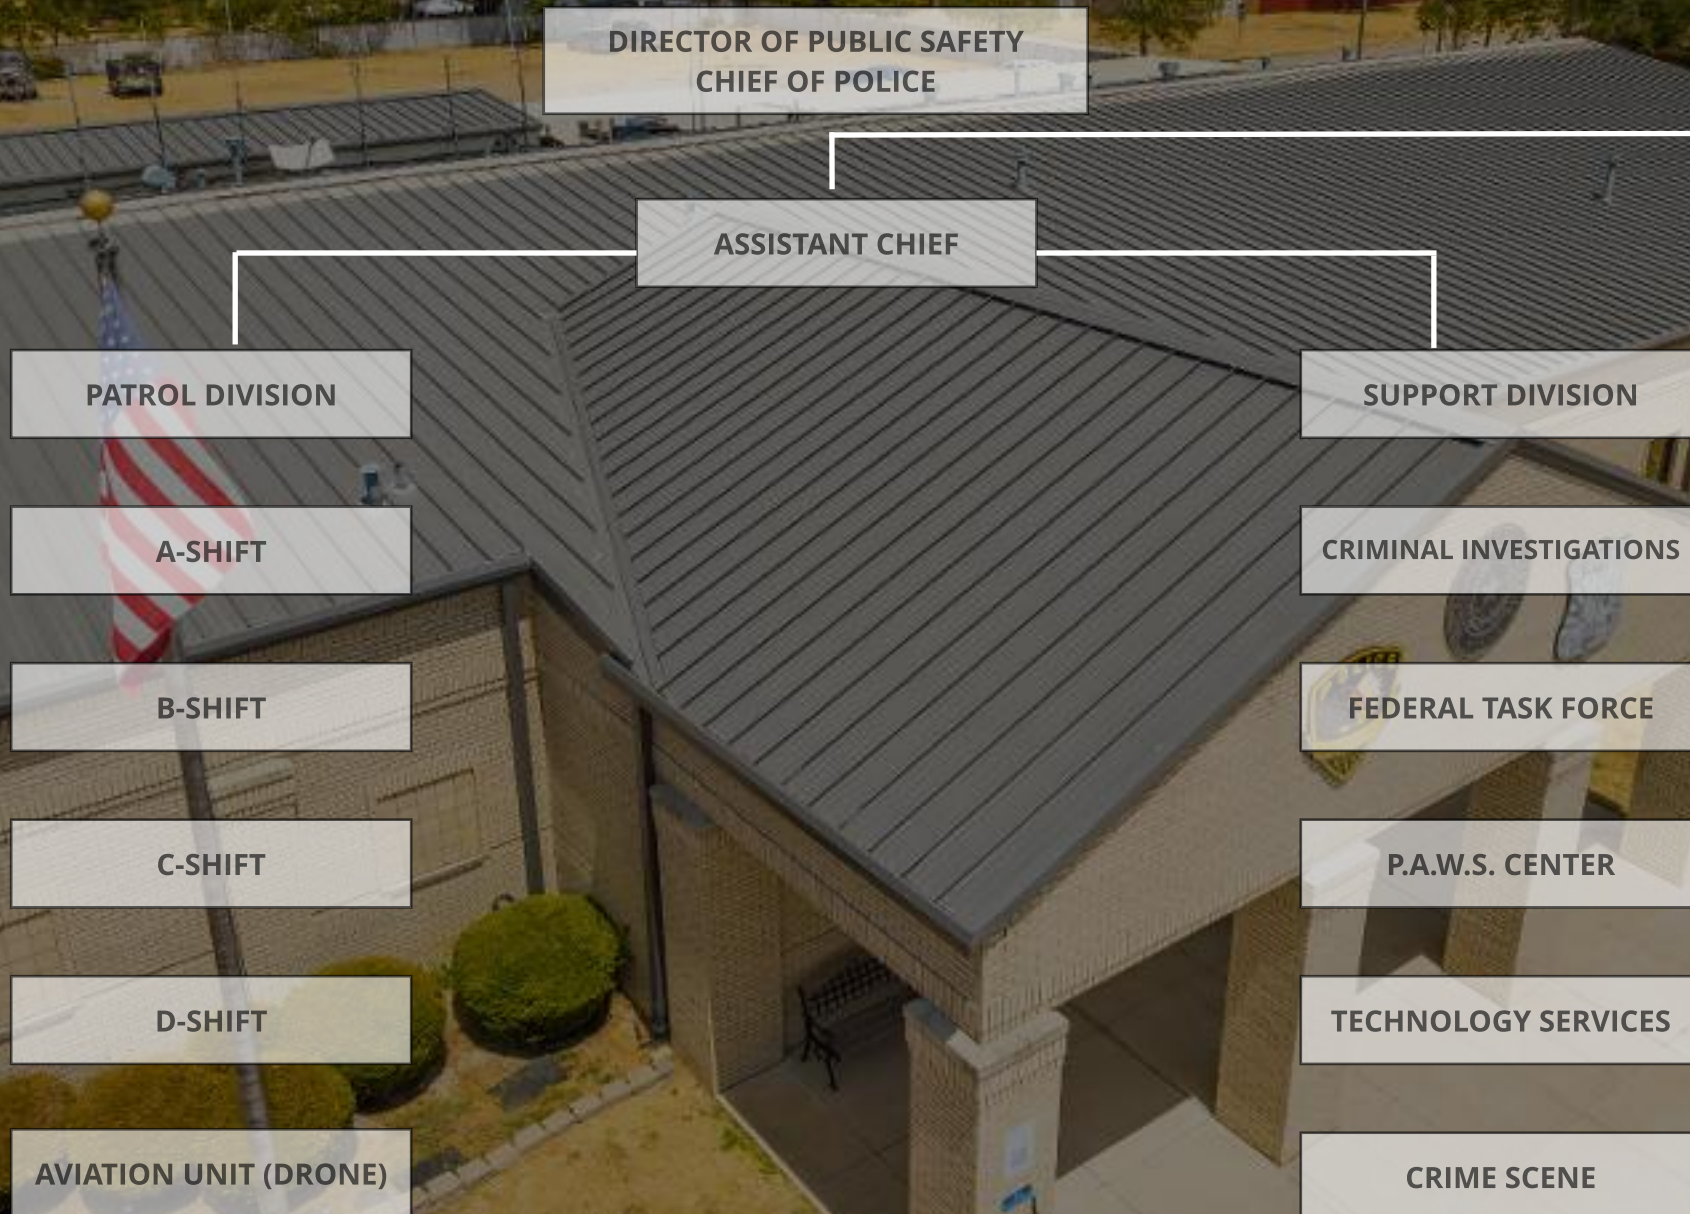 DIRECTOR OF PUBLIC SAFETY
CHIEF OF POLICE
ASSISTANT CHIEF
PATROL DIVISION
SUPPORT DIVISION
A-SHIFT
CRIMINAL INVESTIGATIONS
B-SHIFT
FEDERAL TASK FORCE
C-SHIFT
P.A.W.S. CENTER
D-SHIFT
TECHNOLOGY SERVICES
AVIATION UNIT (DRONE)
CRIME SCENE